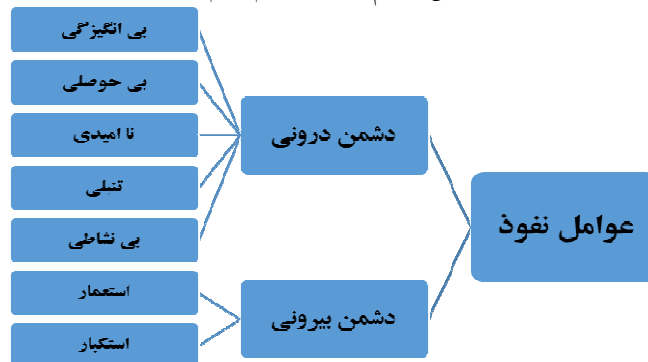 عوامل نفوذ
دشمن درونی
بی انگیزگی
بی حوصلی
نا امیدی
تنبلی
بی نشاطی
دشمن بیرونی
استعمار
استکبار